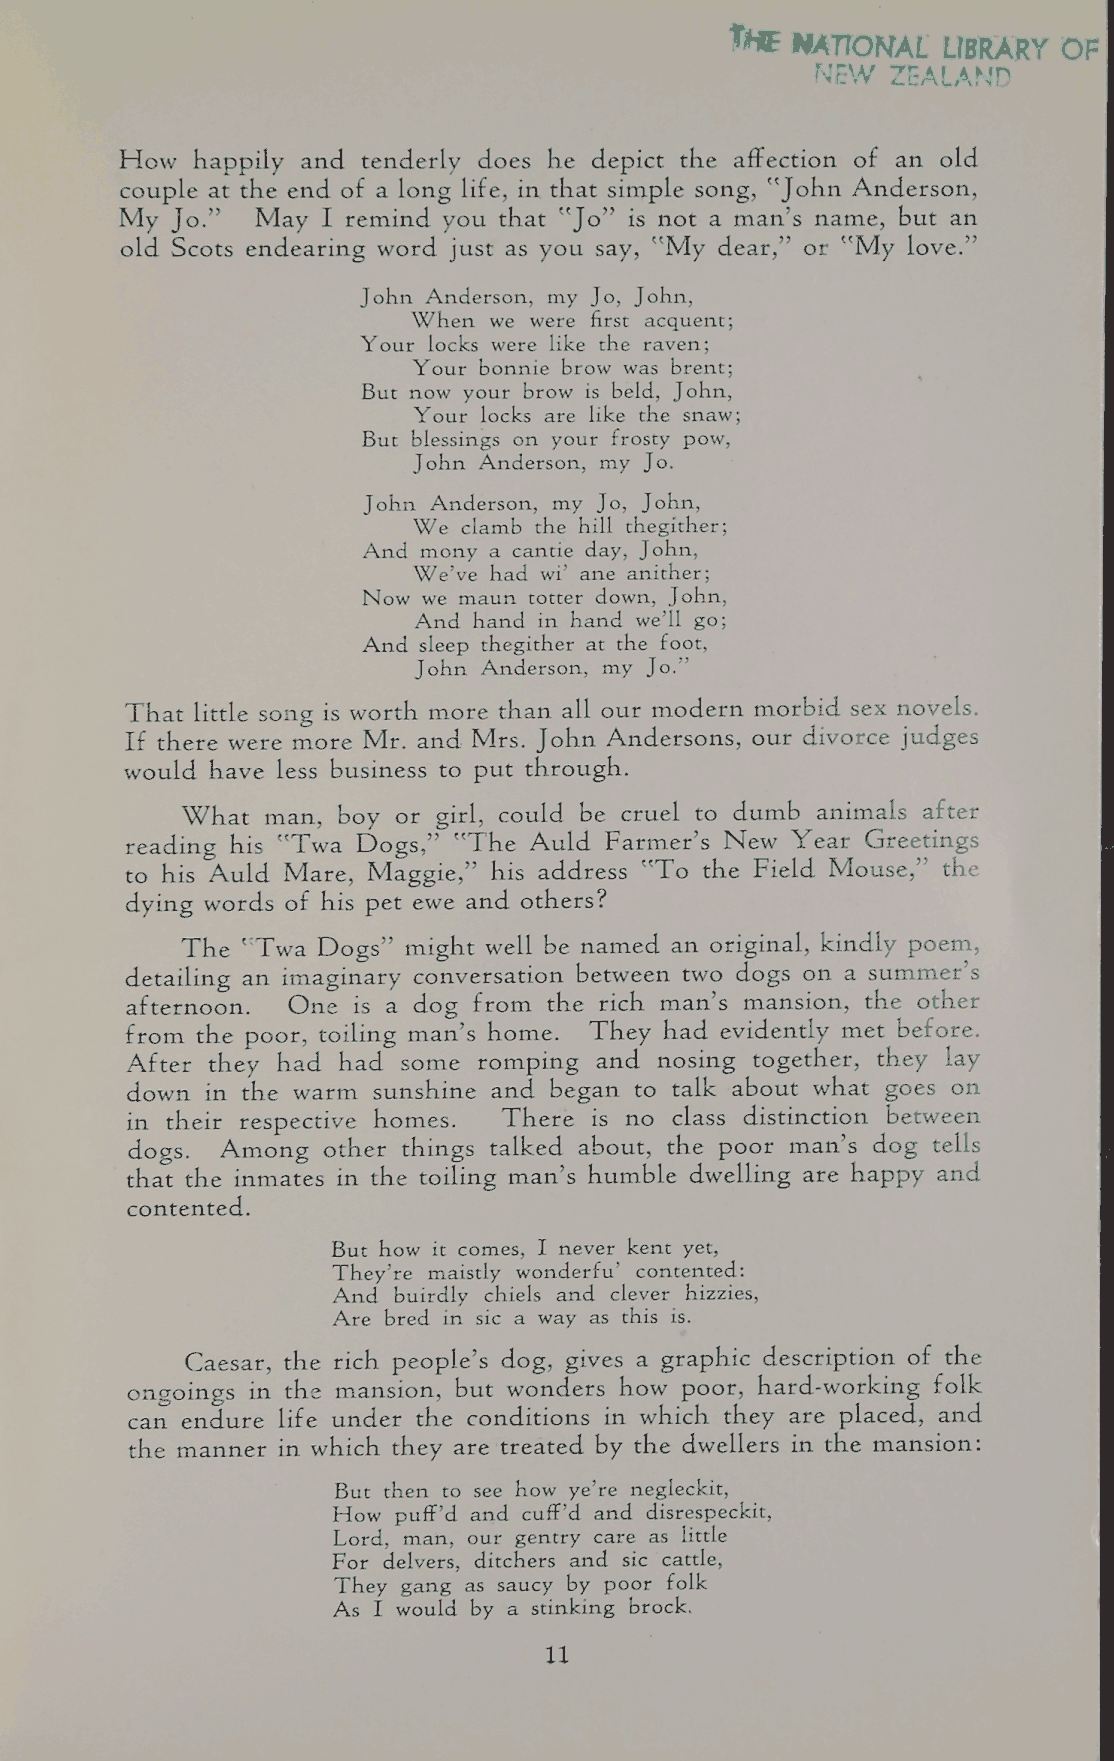 THE NATIONAL LIBRARY OF
NEW ZEALAND
How happily and tenderly does he depict the affection of an old
couple at the end of a long life, in that simple song, "John Anderson,
My Jo." May I remind you that "Jo" is not a man's name, but an
old Scots endearing word just as you say, "My dear," or "My love."
John Anderson, my Jo, John,
When we were first acquent;
Your locks were like the raven;
Your bonnie brow was brent;
But now your brow is beld, John,
Your locks are like the snaw;
But blessings on your frosty pow,
John Anderson, my Jo.
John Anderson, my Jo, John,
We clamb the hill thegither;
And mony a cantie day, John,
We've had wi' ane anither;
Now we maun totter down, John,
And hand in hand we'll go;
And sleep thegither at the foot,
John Anderson, my Jo."
That little song is worth more than all our modern morbid sex novels.
If there were more Mr. and Mrs. John Andersons, our divorce judges
would have less business to put through.
What man, boy or girl, could be cruel to dumb animals after
reading his "Twa Dogs," "The Auld Farmer's New Year Greetings
to his Auld Mare, Maggie," his address "To the Field Mouse," the
dying words of his pet ewe and others?
The "Twa Dogs" might well be named an original, kindly poem,
detailing an imaginary conversation between two dogs on a summer's
afternoon. One is a dog from the rich man's mansion, the other
from the poor, toiling man's home. They had evidently met before.
After they had had some romping and nosing together, they lay
down in the warm sunshine and began to talk about what goes on
in their respective homes. There is no class distinction between
dogs. Among other things talked about, the poor man's dog tells
that the inmates in the toiling man's humble dwelling are happy and
contented.
But how it comes, I never kent yet,
They're maistly wonderfu' contented:
And buirdly chiels and clever hizzies,
Are bred in sic a way as this is.
Caesar, the rich people's dog, gives a graphic description of the
ongoings in the mansion, but wonders how poor, hard-working folk
can endure life under the conditions in which they are placed, and
the manner in which they are treated by the dwellers in the mansion:
But then to see how ye're negleckit,
How puff'd and cuff'd and disrespeckit,
Lord, man, our gentry care as little
For delvers, ditchers and sic cattle,
They gang as saucy by poor folk
As I would by a stinking brock.
11